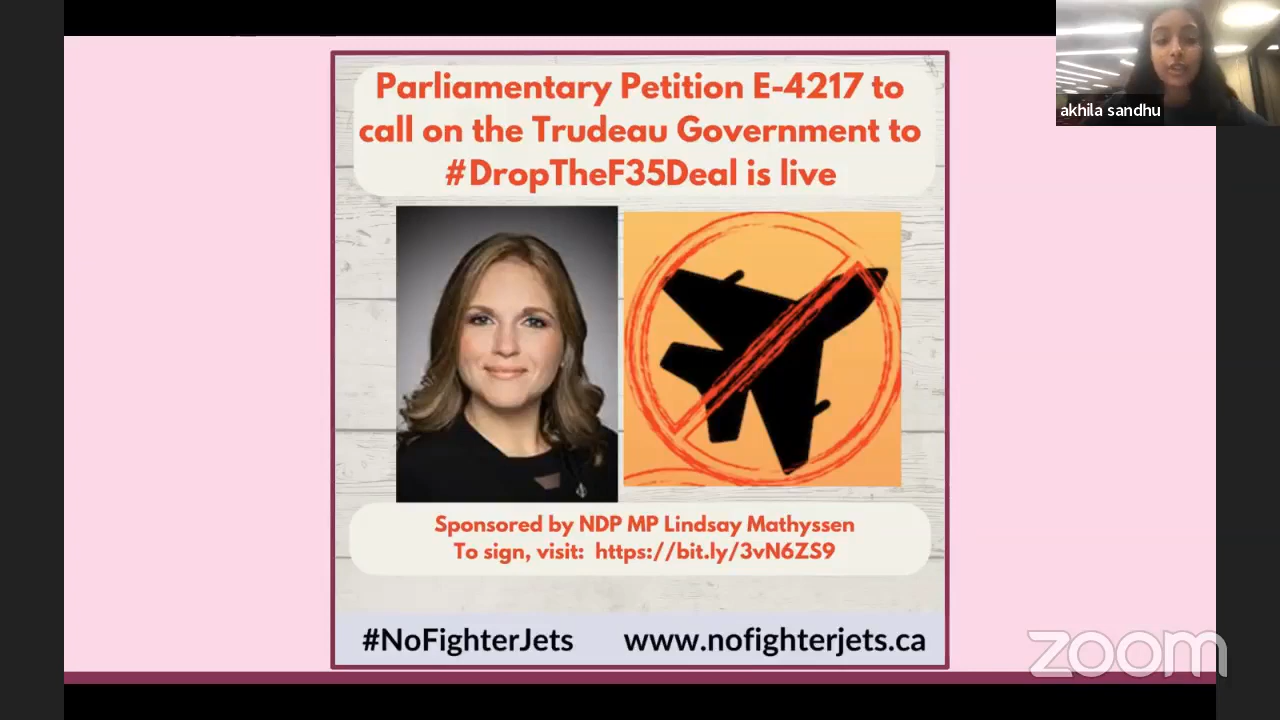 Parliamentary Petition E-4217 to
call on the Trudeau Government to
#DropTheF35Deal is live
akhila sandhu
Sponsored by NDP MP Lindsay Mathyssen
To sign, visit: https://bit.ly/3vN6ZS9
#NoFighterJets www.nofighterjets.ca
zoom